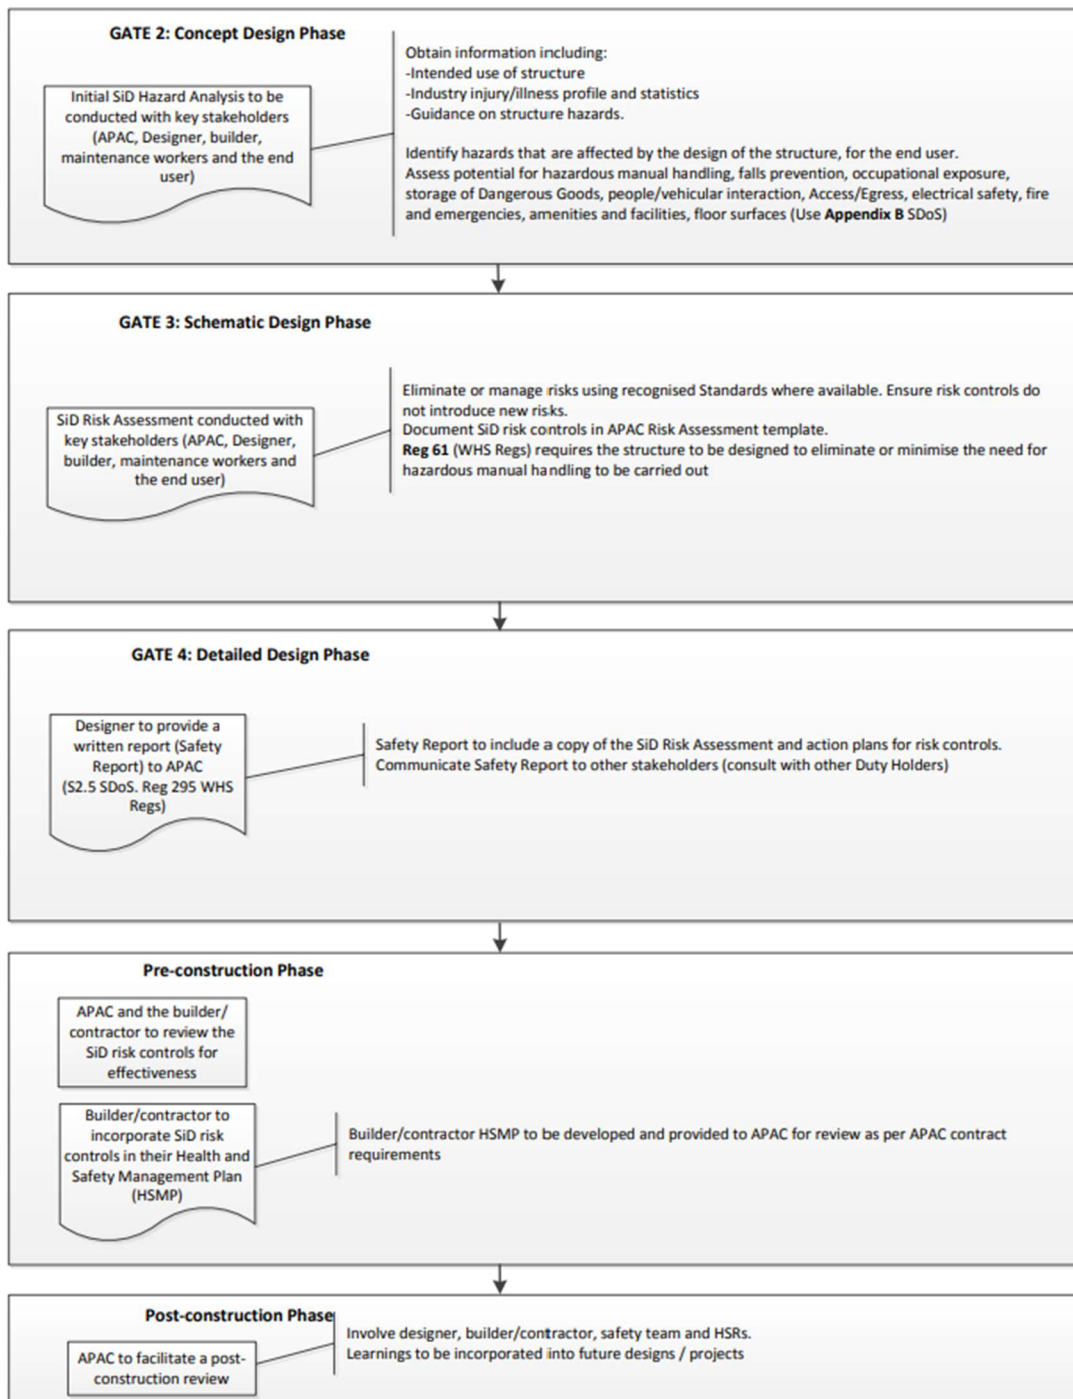 GATE 2: Concept Design Phase
Initial SiD Hazard Analysis to be
conducted with key stakeholders
(APAC, Designer, builder,
maintenance workers and the end
user)
Obtain information including:
-Intended use of structure
-Industry injury/illness profile and statistics
-Guidance on structure hazards.
Identify hazards that are affected by the design of the structure, for the end user.
Assess potential for hazardous manual handling, falls prevention, occupational exposure,
storage of Dangerous Goods, people/vehicular interaction, Access/Egress, electrical safety, fire
and emergencies, amenities and facilities, floor surfaces (Use Appendix B SDoS)
GATE 3: Schematic Design Phase
SiD Risk Assessment conducted with
key stakeholders (APAC, Designer,
builder, maintenance workers and
the end user)
Eliminate or manage risks using recognised Standards where available. Ensure risk controls do
not introduce new risks.
Document SiD risk controls in APAC Risk Assessment template.
Reg 61 (WHS Regs) requires the structure to be designed to eliminate or minimise the need for
hazardous manual handling to be carried out
GATE 4: Detailed Design Phase
Designer to provide a
written report (Safety
Report) to APAC
(S2.5 SDoS. Reg 295 WHS
Regs)
Safety Report to include a copy of the SiD Risk Assessment and action plans for risk controls.
Communicate Safety Report to other stakeholders (consult with other Duty Holders)
Pre-construction Phase
APAC and the builder/
contractor to review the
SiD risk controls for
effectiveness
Builder/contractor to
incorporate SiD risk
controls in their Health and
Safety Management Plan
(HSMP)
Builder/contractor HSMP to be developed and provided to APAC for review as per APAC contract
requirements
Post-construction Phase
APAC to facilitate a post-
construction review
Involve designer, builder/contractor, safety team and HSRs.
Learnings to be incorporated into future designs / projects